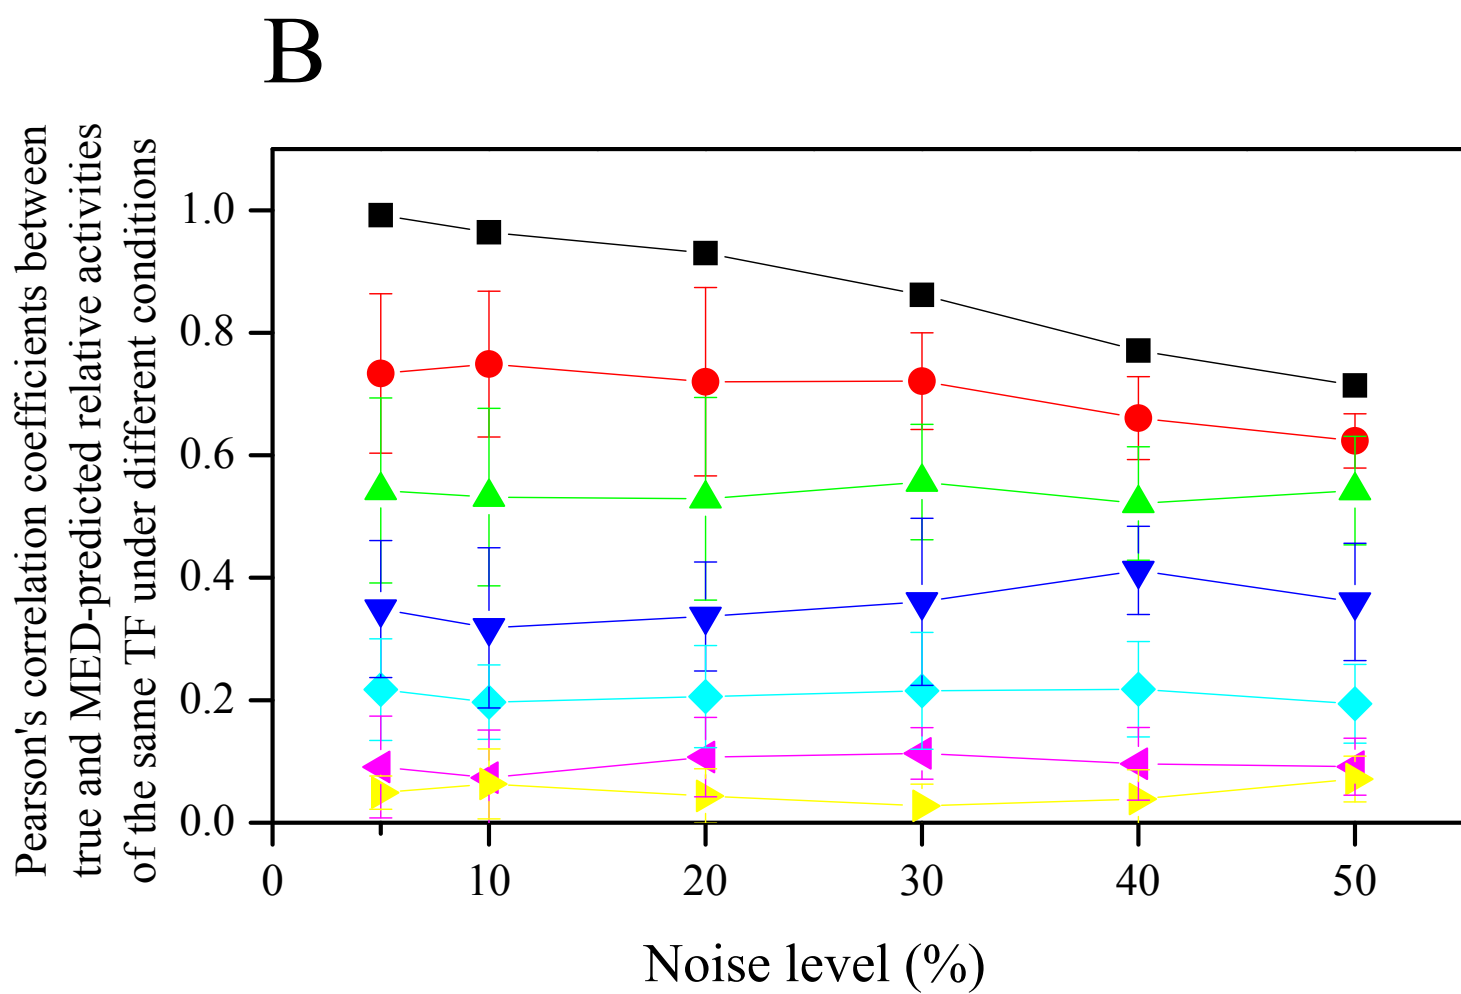 B
Pearson's correlation coefficients between
true and MED-predicted relative activities
of the same TF under different conditions
1.0
0.8
0.6
0.4
0.2
0.0
0 10 20 30 40 50
Noise level (%)